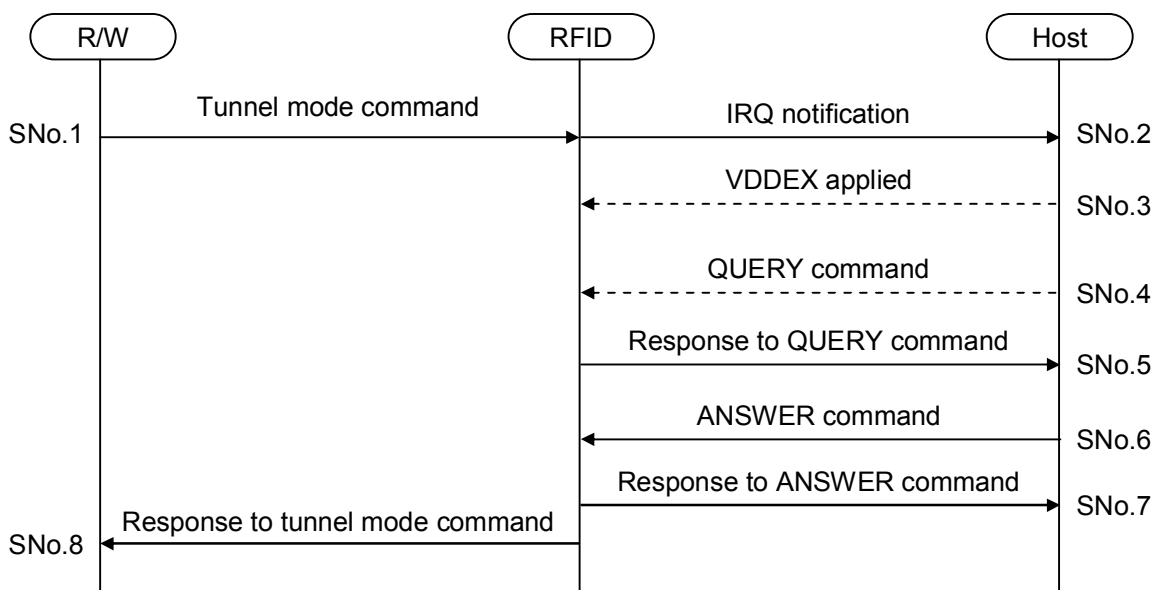 R/W
RFID
Host
Tunnel mode command
IRQ notification
SNo.1
SNo.2
VDDEX applied
SNo.3
QUERY command
SNo.4
Response to QUERY command
SNo.5
ANSWER command
SNo.6
Response to ANSWER command
SNo.7
Response to tunnel mode command
SNo.8